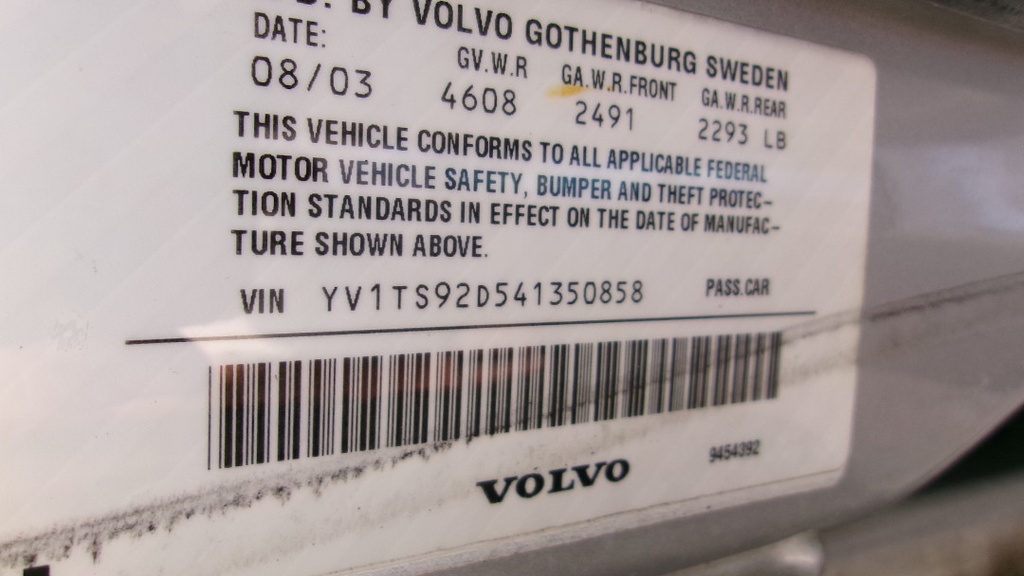 BY VOLVO GOTHENBURG SWEDEN
DATE: GV.W.R GA.W.R.FRONT GA.W.R.REAR
08/03 4608 2491 2293 LB
THIS VEHICLE CONFORMS TO ALL APPLICABLE FEDERAL
MOTOR VEHICLE SAFETY, BUMPER AND THEFT PROTEC-
TION STANDARDS IN EFFECT ON THE DATE OF MANUFAC-
TURE SHOWN ABOVE.
VIN YV1TS92D541350858 PASS.CAR
VOLVO 9454392